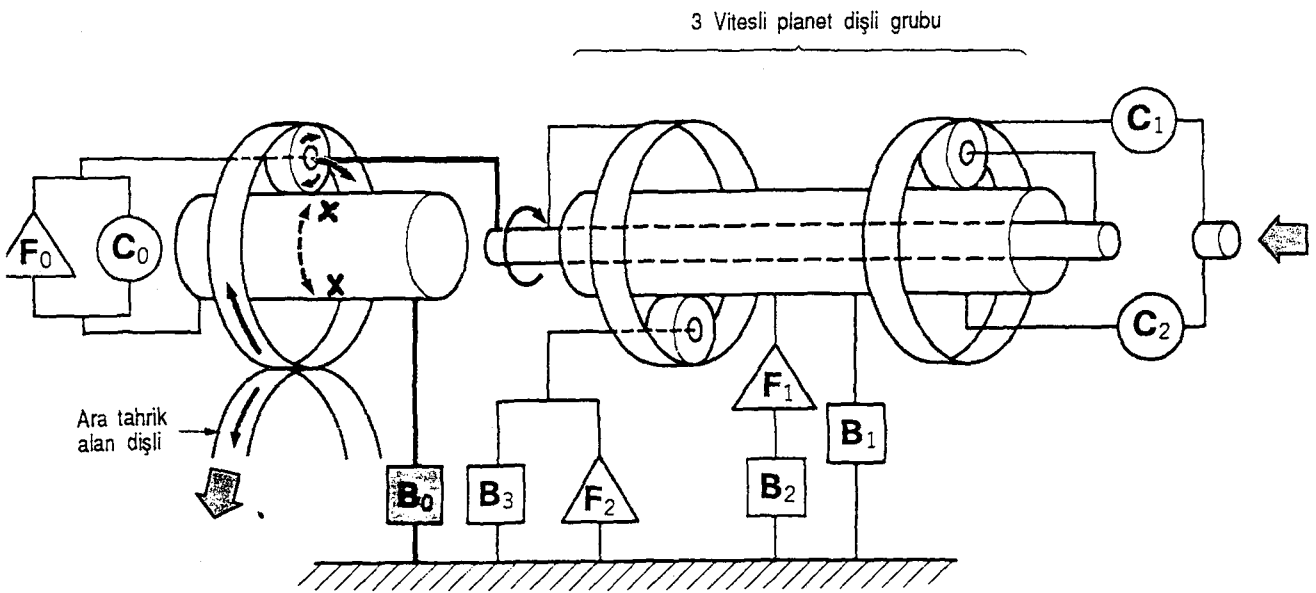 3 Vitesli planet dişli grubu
C1
F0
C0
C2
F1
B1
Ara tahrik
alan dişli
B0
B3
F2
B2